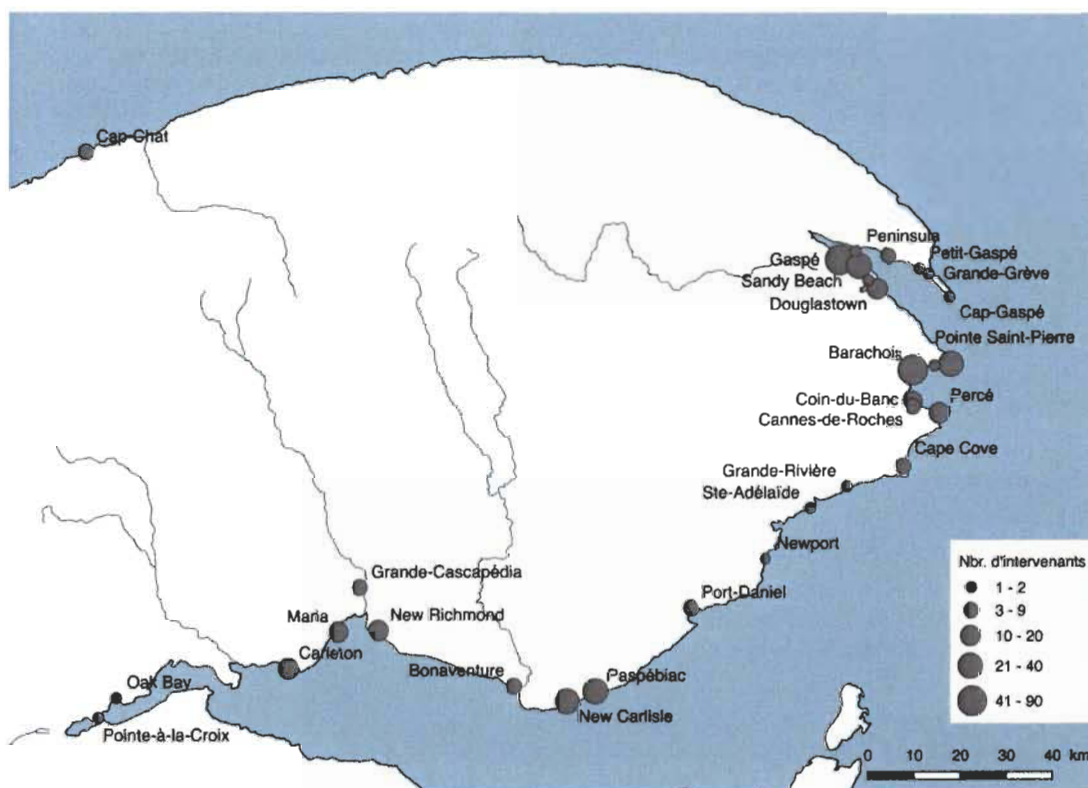 Cap-Chat
Peninsula
Petit-Gaspé
Gaspé
Grande-Grève
Sandy Beach
Douglastown
Cap-Gaspé
Pointe Saint-Pierre
Barachois
Coin-du-Banc
Percé
Cannes-de-Roches
Cape Cove
Grande-Rivière
Ste-Adélaïde
Newport
Grande-Cascapédia
Port-Daniel
Maria
New Richmond
Carleton
Bonaventure
Paspébiac
Oak Bay
New Carlisle
Pointe-à-la-Croix
Nbr. d'intervenants
1 - 2
3 - 9
10 - 20
21 - 40
41 - 90
0 10 20 30 40 km